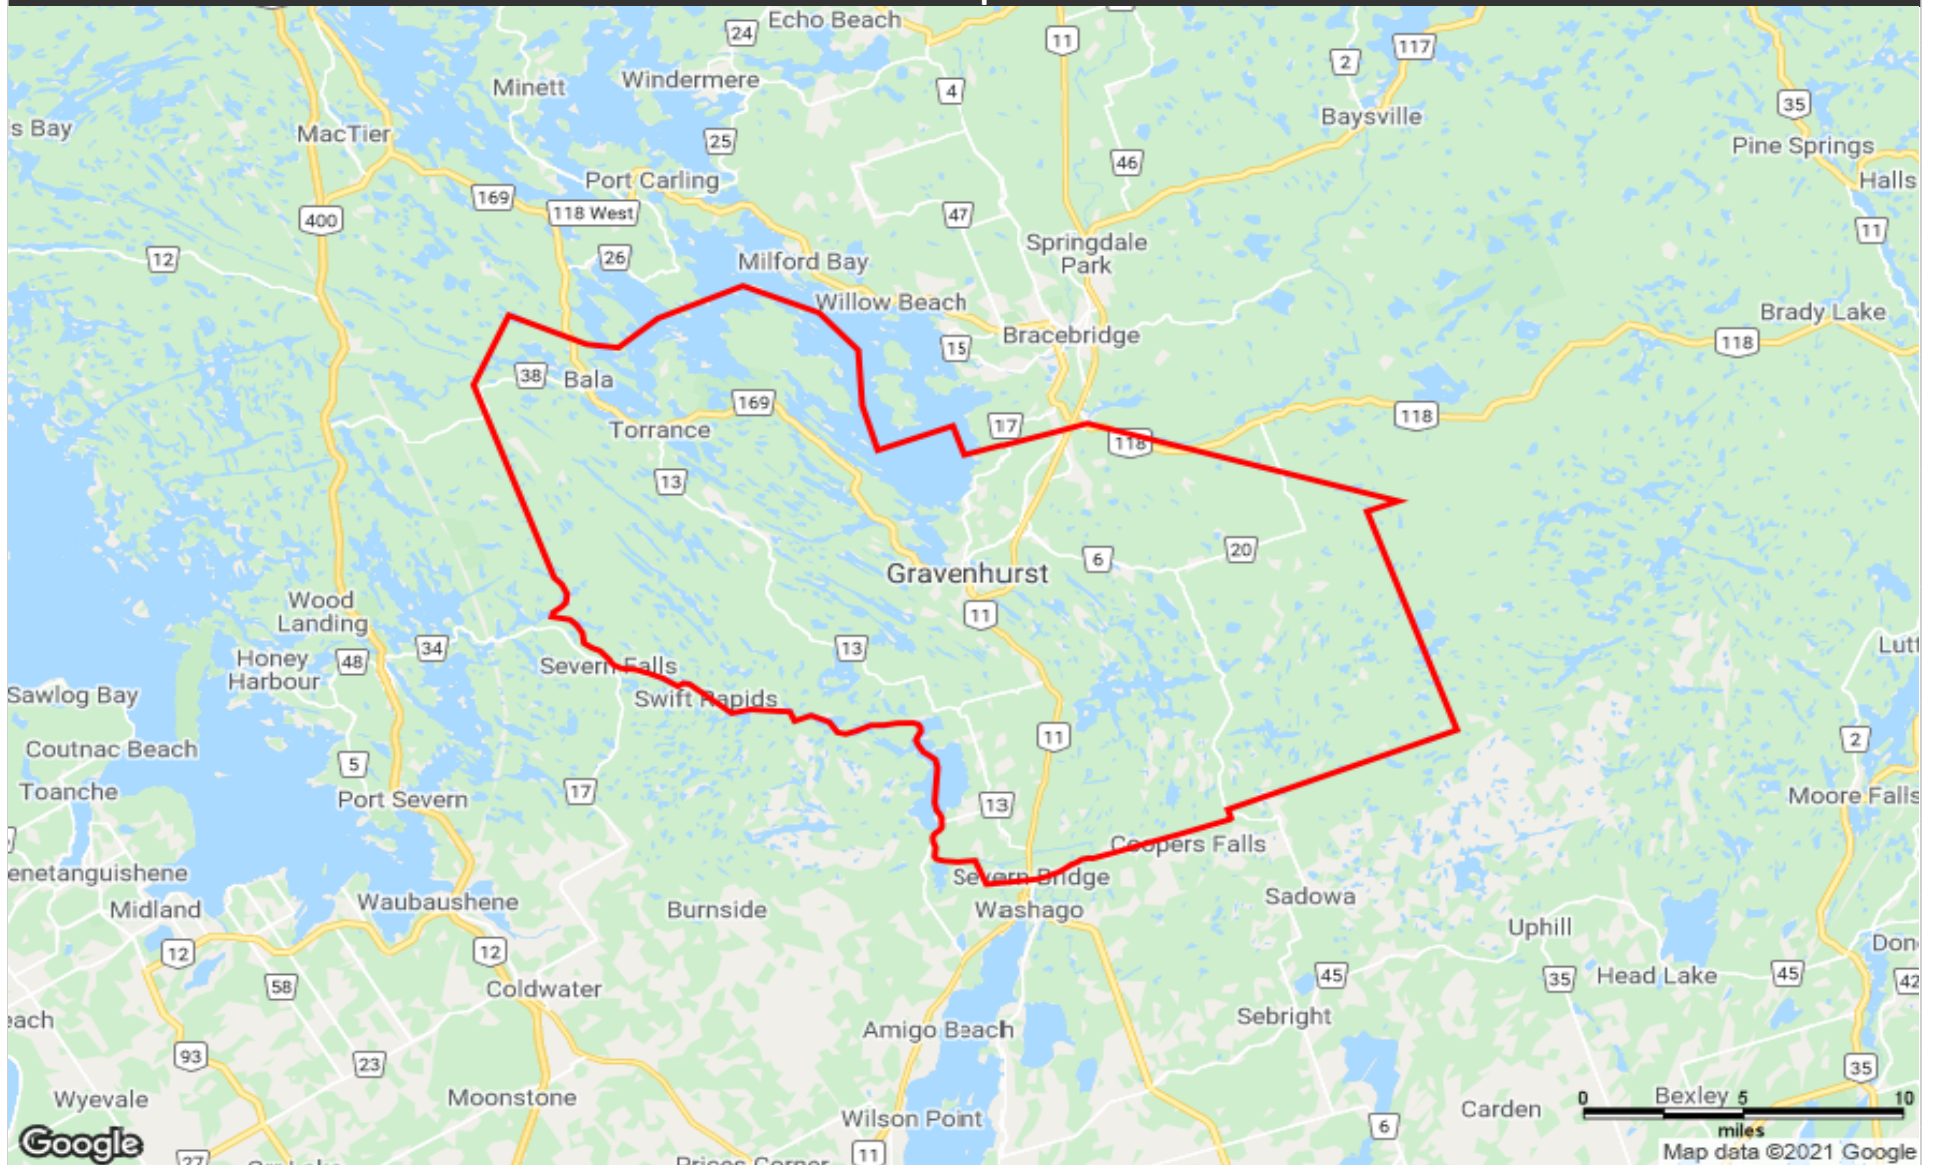 Echo Beach
24
11
117
2
Minett
Windermere
4
35
s Bay
MacTier
25
Baysville
Pine Springs
46
Port Carling
Halls
169
118 West
400
47
11
12
26
Springdale
Park
Milford Bay
Willow Beach
Brady Lake
Bracebridge
118
15
38
Bala
169
118
Torrance
17
118
13
Gravenhurst
6
20
Wood
Landing
11
34
13
Honey
Harbour
48
Severn Falls
Lutt
Sawlog Bay
Swift Rapids
Coutnac Beach
11
2
5
Toanche
Port Severn
17
13
Moore Falls
Coopers Falls
enetanguishene
Severn Bridge
Midland
Waubaushene
Burnside
Washago
Sadowa
Uphill
12
12
Don
58
Coldwater
45
35
Head Lake
45
42
each
Amigo Beach
Sebright
93
23
35
Wyevale
Moonstone
0
Bexley
5
10
Wilson Point
Carden
miles
6
Google
11
Map data ©2021 Google
27